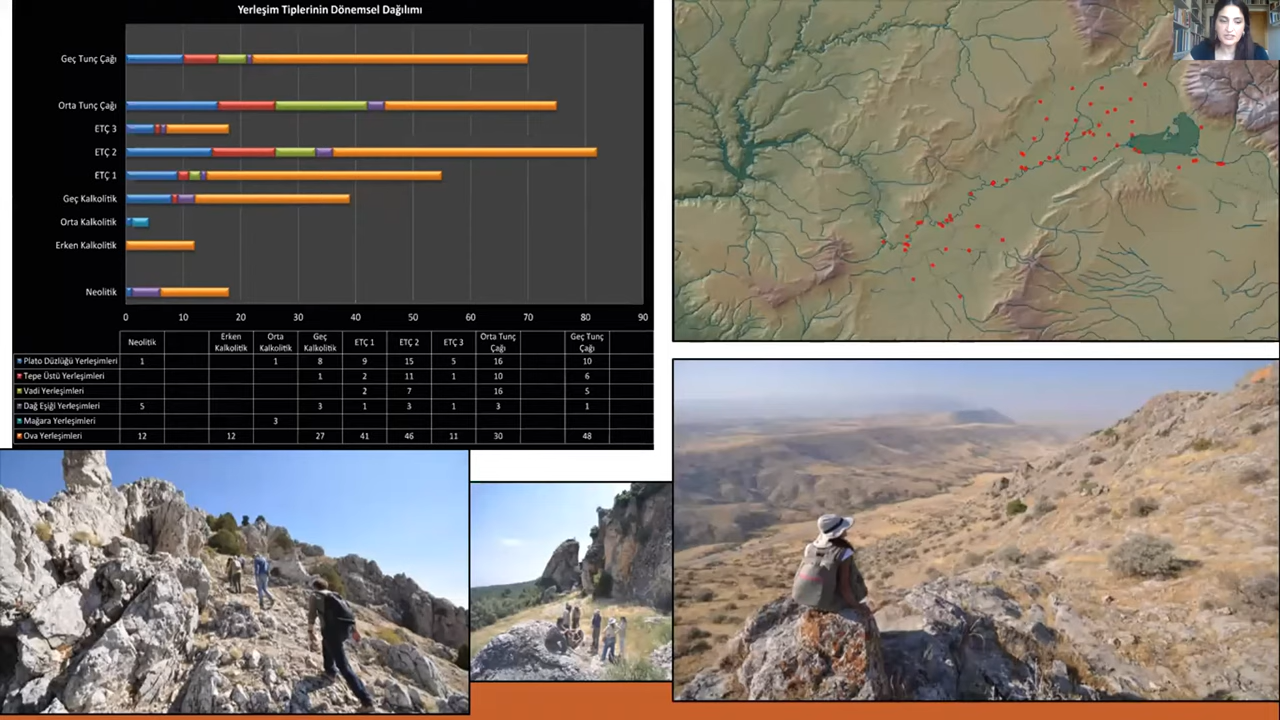 Yerleşim Tiplerinin Dönemsel Dağılımı
Geç Tunç Çağı
Orta Tunç Çağı
ETÇ 3
ETÇ 2
ETÇ 1
Geç Kalkolitik
Orta Kalkolitik
Erken Kalkolitik
Neolitik
0 10 20 30 40 50 60 70 80 90
Neolitik Erken Kalkolitik Orta Kalkolitik Geç Kalkolitik ETÇ 1 ETÇ 2 ETÇ 3 Orta Tunç Çağı Geç Tunç Çağı
Plato Düzlüğü Yerleşimleri 1 1 8 9 15 5 16 10
Tepe Üstü Yerleşimleri 1 2 11 1 10 6
Vadi Yerleşimleri 2 7 16 5
Dağ Eşiği Yerleşimleri 5 3 1 3 1 3 1
Mağara Yerleşimleri 3
Ova Yerleşimleri 12 12 27 41 46 11 30 48